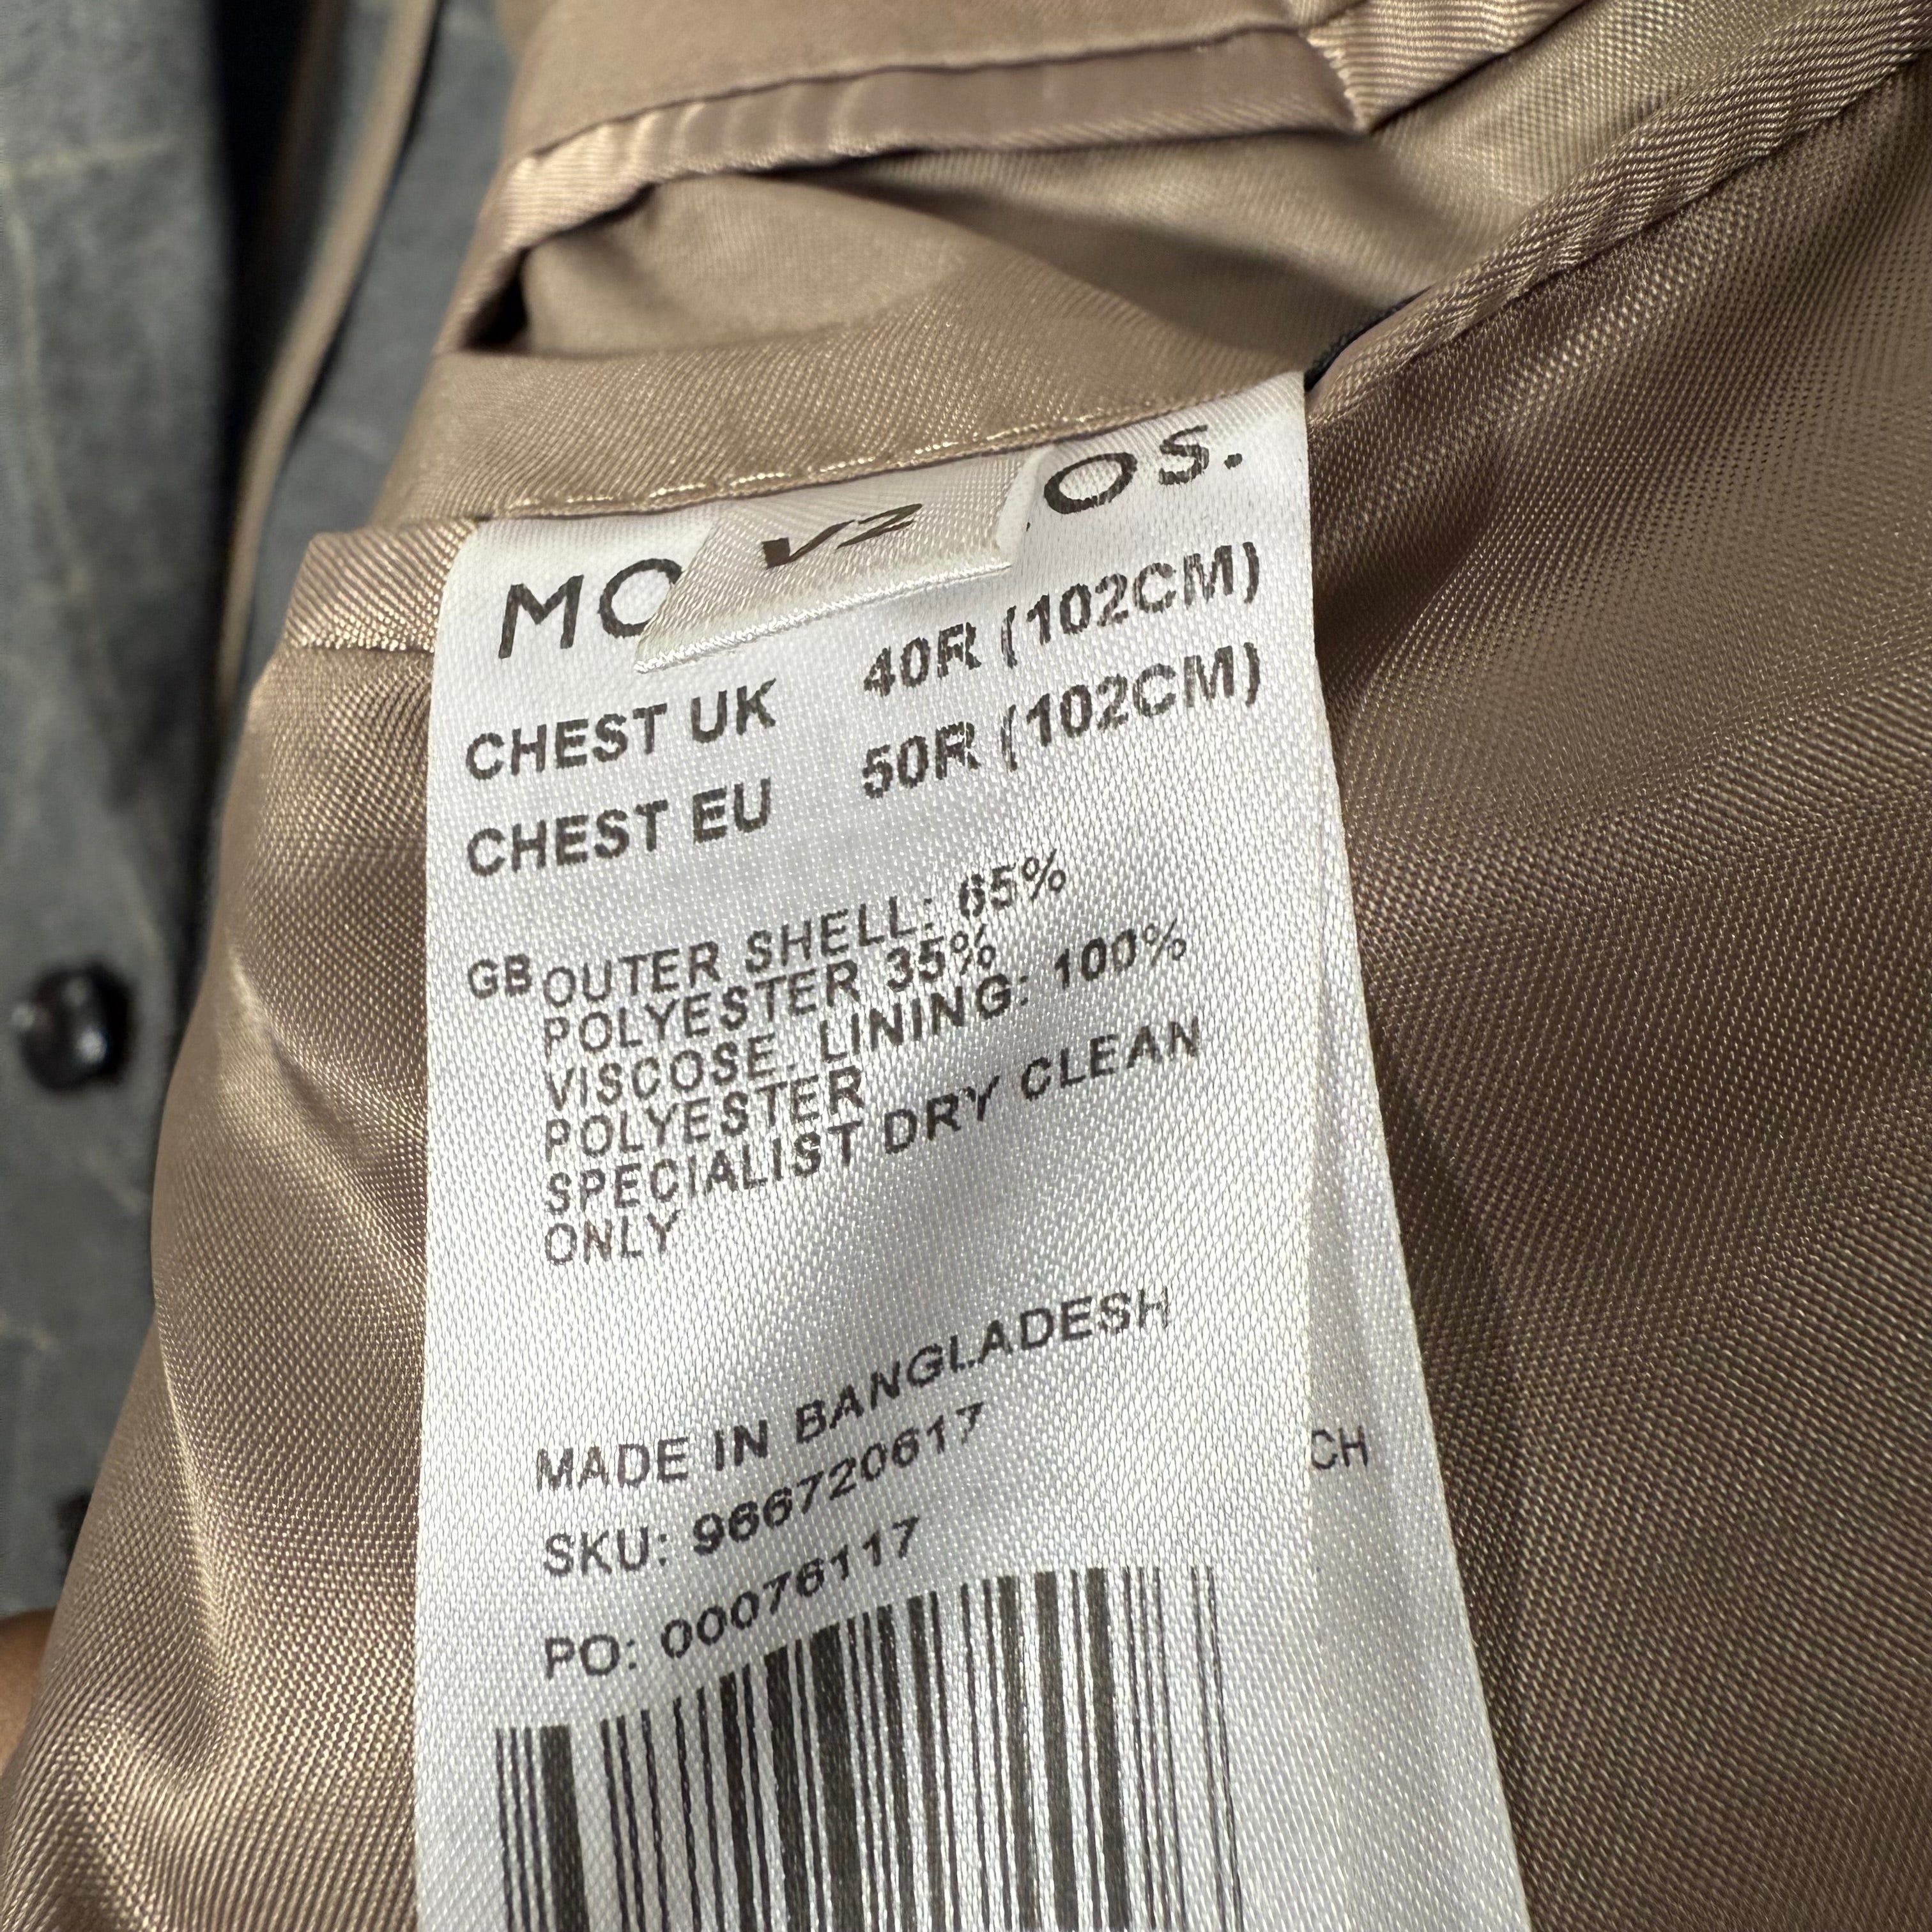 V2
MO OS.
CHEST UK 40R (102CM)
CHEST EU 50R (102CM)
GB OUTER SHELL: 65%
POLYESTER 35%
VISCOSE. LINING: 100%
POLYESTER
SPECIALIST DRY CLEAN
ONLY
MADE IN BANGLADESH
SKU: 966720617
PO: 00076117
CH